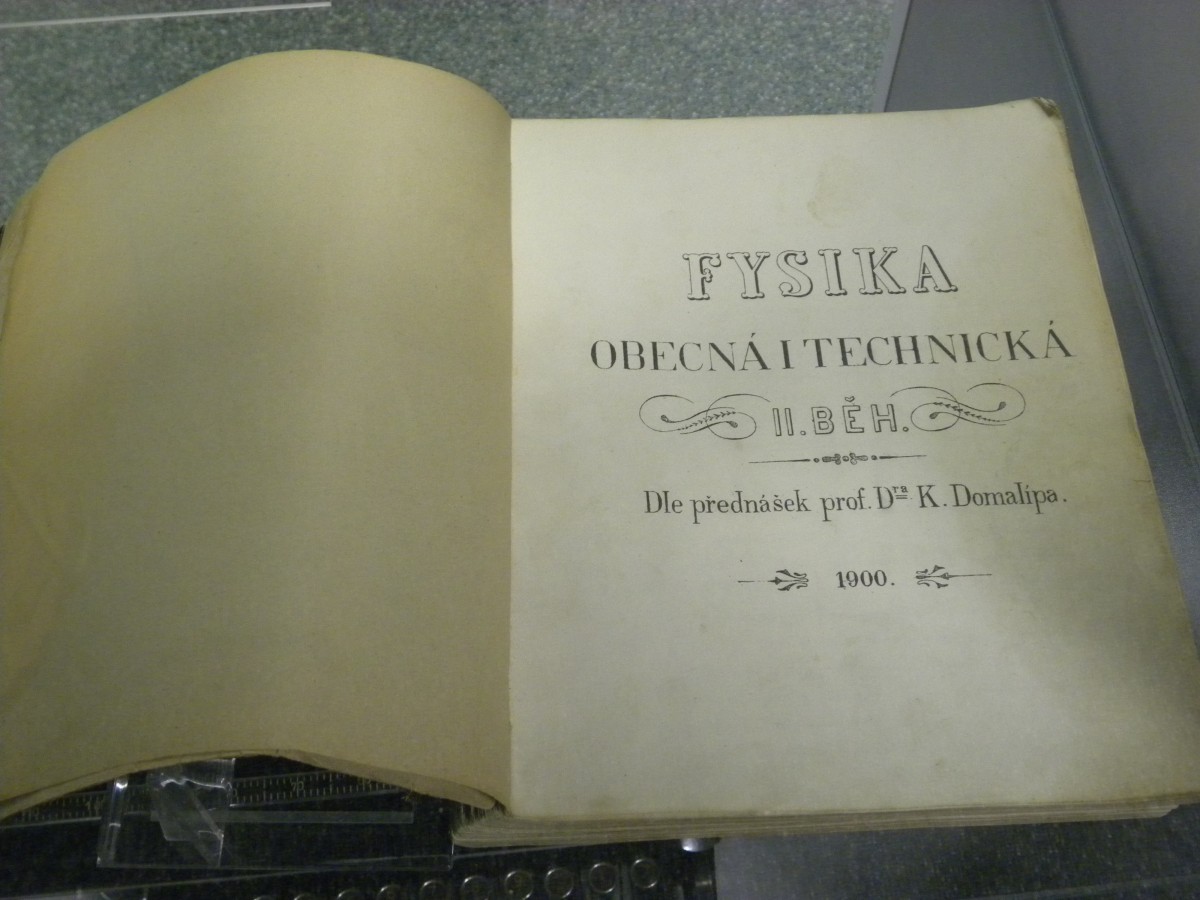 FYSIKA
OBECNÁ I TECHNICKÁ
II. BĚH.
Dle přednášek prof. Dra K. Domalípa.
1900.